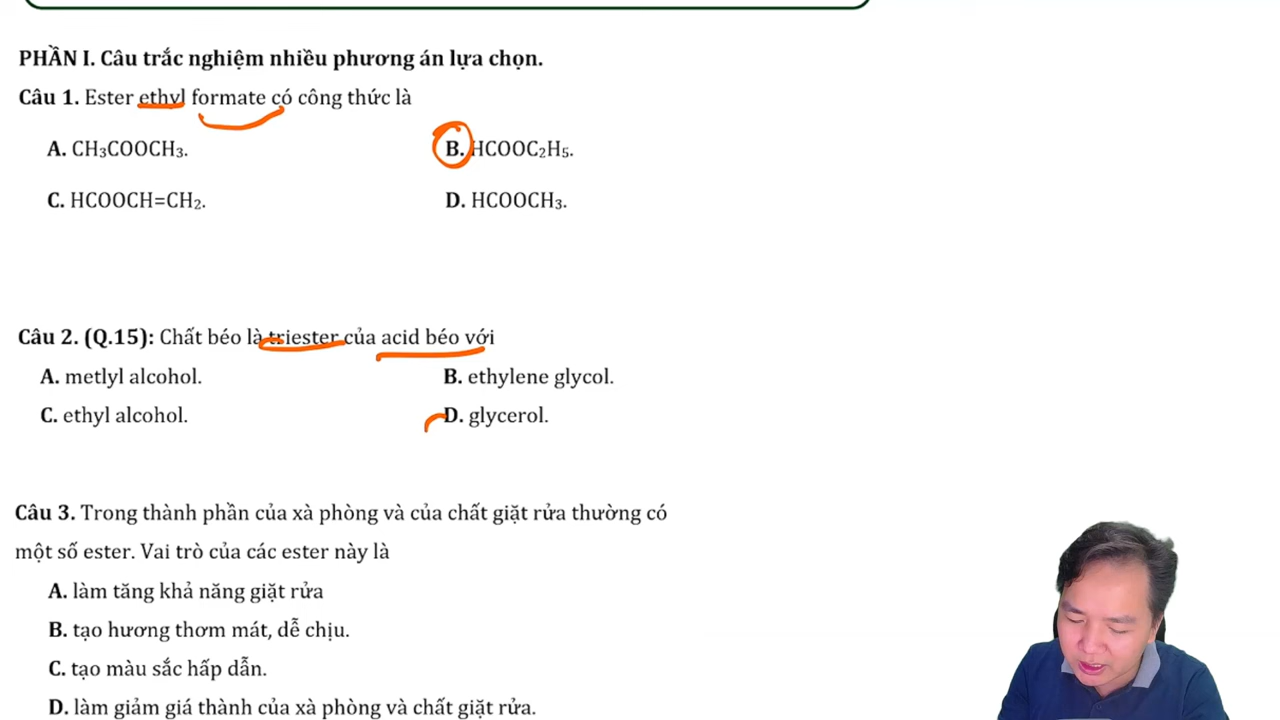 PHẦN I. Câu trắc nghiệm nhiều phương án lựa chọn.
Câu 1. Ester ethyl formate có công thức là
A. CH₃COOCH₃. B. HCOOC₂H₅.
C. HCOOCH=CH₂. D. HCOOCH₃.
Câu 2. (Q.15): Chất béo là triester của acid béo với
A. metlyl alcohol. B. ethylene glycol.
C. ethyl alcohol. D. glycerol.
Câu 3. Trong thành phần của xà phòng và của chất giặt rửa thường có
một số ester. Vai trò của các ester này là
A. làm tăng khả năng giặt rửa
B. tạo hương thơm mát, dễ chịu.
C. tạo màu sắc hấp dẫn.
D. làm giảm giá thành của xà phòng và chất giặt rửa.